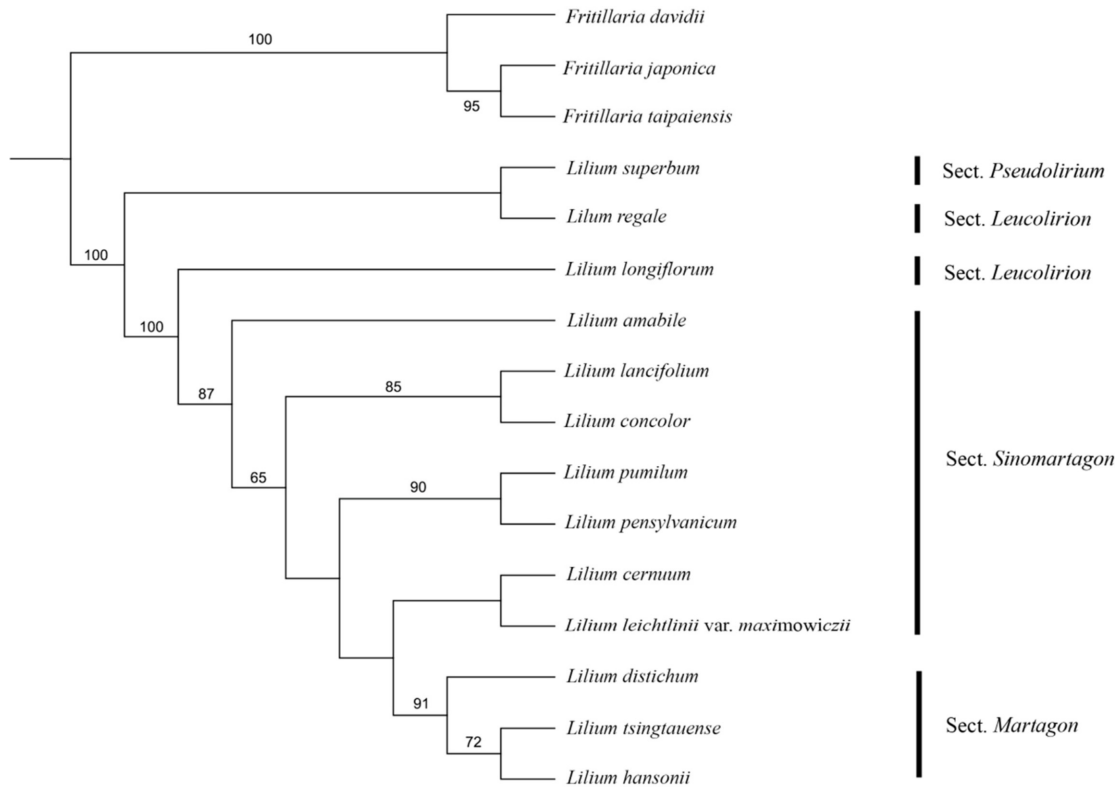 Fritillaria davidii
100
Fritillaria japonica
95
Fritillaria taipaiensis
Lilium superbum
Sect. Pseudolirium
Lilum regale
Sect. Leucolirion
100
Lilium longiflorum
Sect. Leucolirion
100
Lilium amabile
Lilium lancifolium
85
87
Lilium concolor
Sect. Sinomartagon
65
Lilium pumilum
90
Lilium pensylvanicum
Lilium cernuum
Lilium leichtlinii var. maximowiczii
Lilium distichum
91
Lilium tsingtauense
Sect. Martagon
72
Lilium hansonii